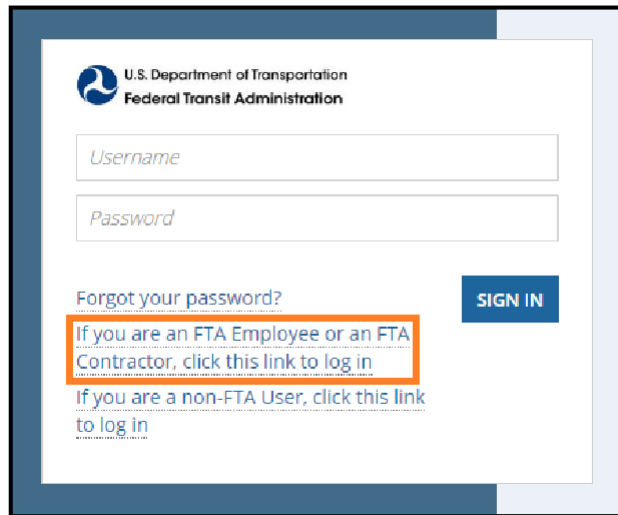 U.S. Department of Transportation
Federal Transit Administration
Username
Password
Forgot your password?
SIGN IN
If you are an FTA Employee or an FTA
Contractor, click this link to log in
If you are a non-FTA User, click this link
to log in